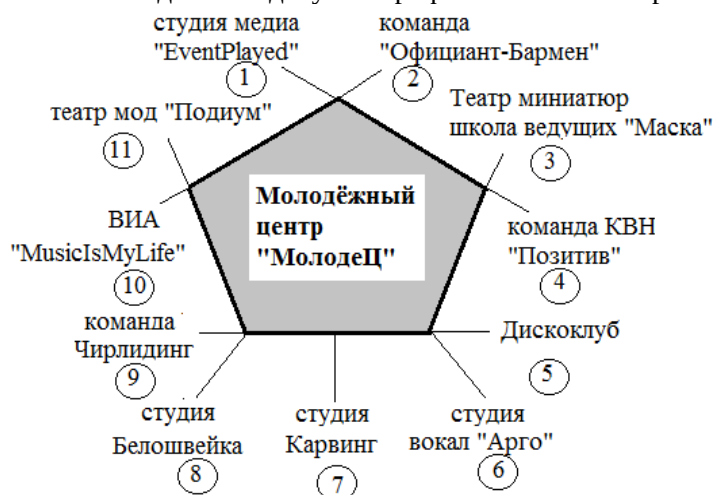 студия медиа
"EventPlayed"
1
команда
"Официант-Бармен"
2
Театр миниатюр
школа ведущих "Маска"
3
команда КВН
"Позитив"
4
Дискоклуб
5
студия
вокал "Арго"
6
студия
Карвинг
7
студия
Белошвейка
8
команда
Чирлидинг
9
ВИА
"MusicIsMyLife"
10
театр мод "Подиум"
11
Молодёжный
центр
"МолодеЦ"